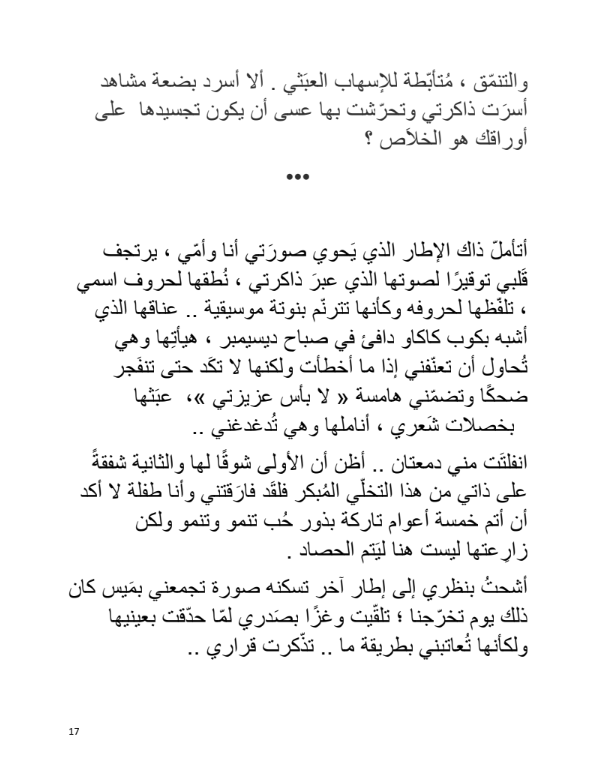 والتنمّق ، مُتأبّطة للإسهاب العبَثي . ألا أسرد بضعة مشاهد
أسرَت ذاكرتي وتحرّشت بها عسى أن يكون تجسيدها على
أوراقك هو الخلاَص ؟
•••
أتأملّ ذاك الإطار الذي يَحوي صورَتي أنا وأمّي ، يرتجف
قَلبي توقيرًا لصوتها الذي عبرَ ذاكرتي ، نُطقها لحروف اسمي
، تلفّظها لحروفه وكأنها تترنّم بنوتة موسيقية .. عناقها الذي
أشبه بكوب كاكاو دافئ في صباح ديسيمبر ، هيأتِها وهي
تُحاول أن تعنّفني إذا ما أخطأت ولكنها لا تكَد حتى تنفَجر
ضحكًا وتضمّني هامسة « لا بأس عزيزتي »، عبَثها
بخصلات شَعري ، أناملها وهي تُدغدغني ..
انفلتَت مني دمعتان .. أظن أن الأولى شوقًا لها والثانية شفقةً
على ذاتي من هذا التخلّي المُبكر فلقَد فارَقتني وأنا طفلة لا أكد
أن أتم خمسة أعوام تاركة بذور حُب تنمو وتنمو ولكن
زارِعتها ليست هنا ليَتم الحصاد .
أشحتُ بنظري إلى إطار آخر تسكنه صورة تجمعني بمَيس كان
ذلك يوم تخرّجنا ؛ تلقّيت وغزًا بصَدري لمّا حدّقت بعينيها
ولكأنها تُعاتبني بطريقة ما .. تذّكرت قراري ..
17